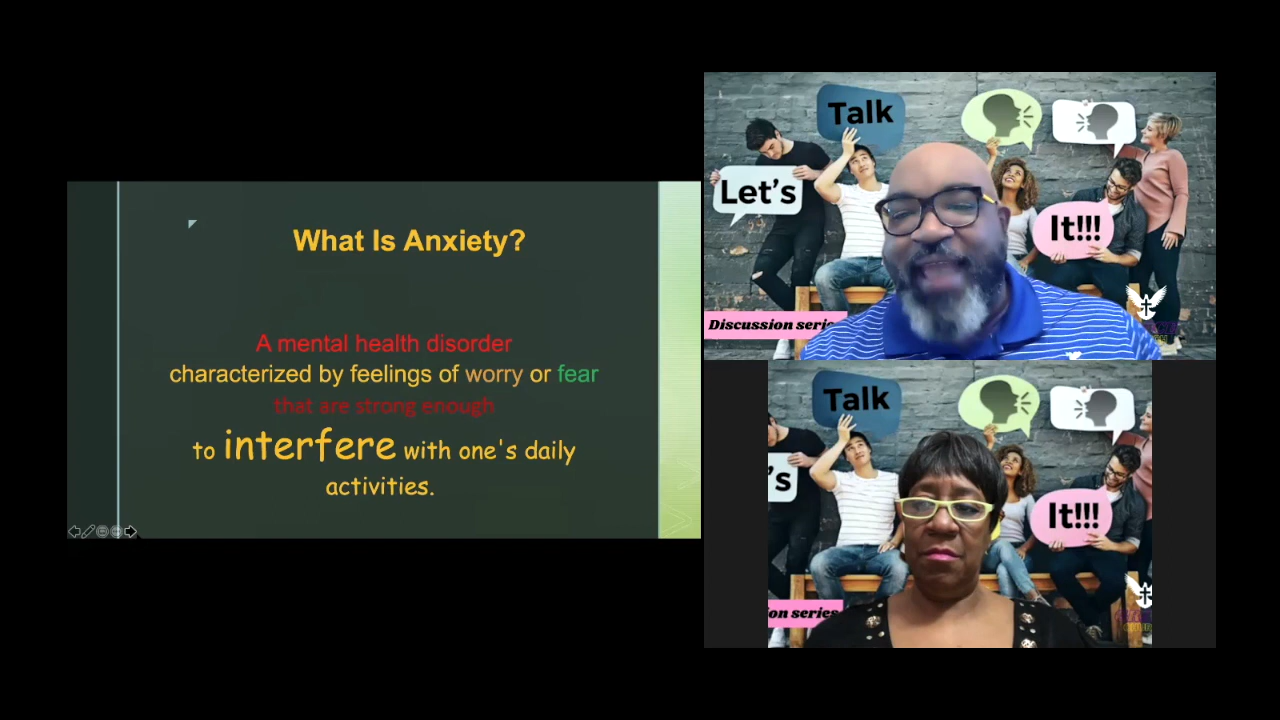 What Is Anxiety?
A mental health disorder
characterized by feelings of worry or fear
that are strong enough
to interfere with one's daily
activities.
Talk
Let's
It!!!
Discussion serie
Talk
's
It!!!
on series